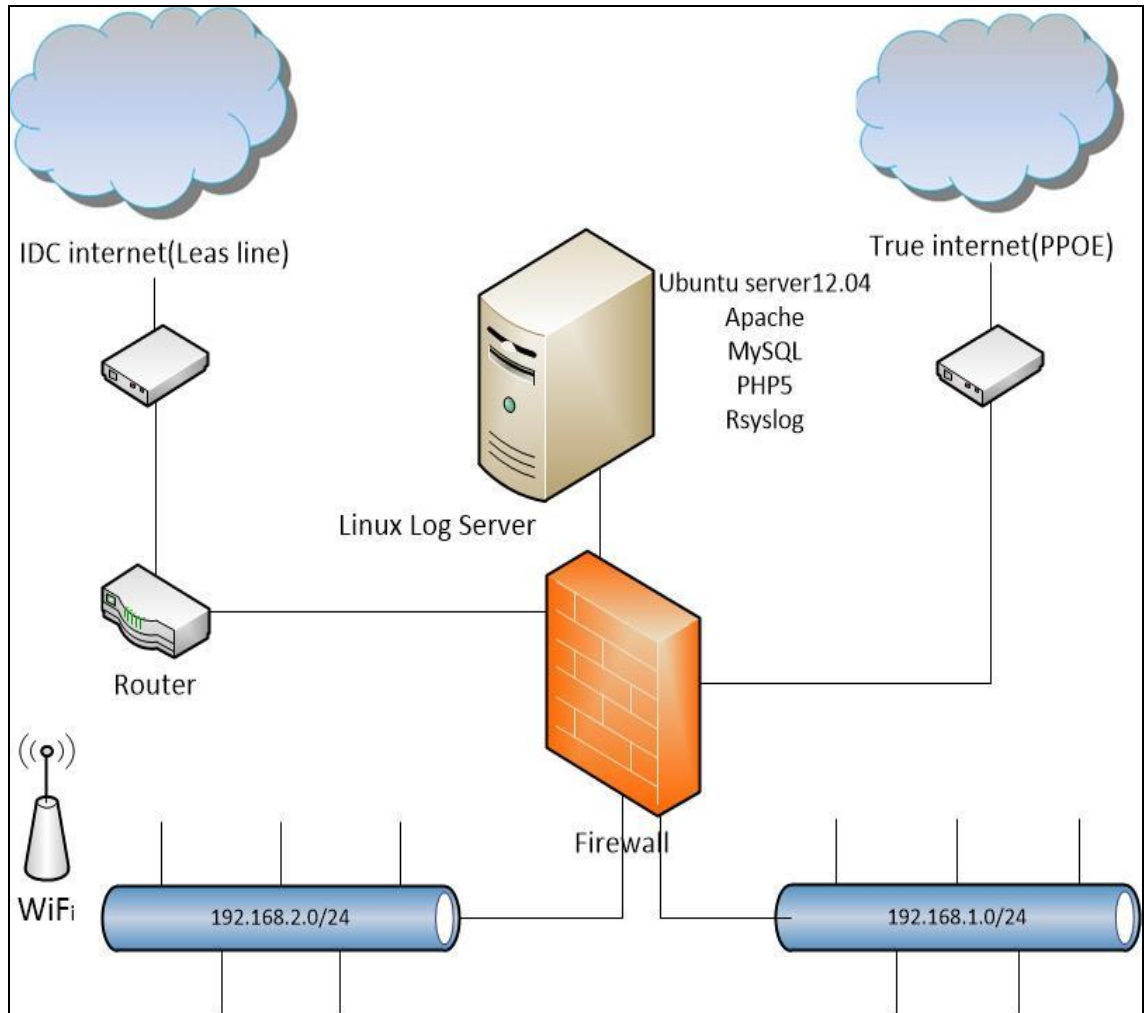 IDC internet(Leas line)
True internet(PPOE)
Ubuntu server12.04
Apache
MySQL
PHP5
Rsyslog
Linux Log Server
Router
Firewall
WiFi
192.168.2.0/24
192.168.1.0/24